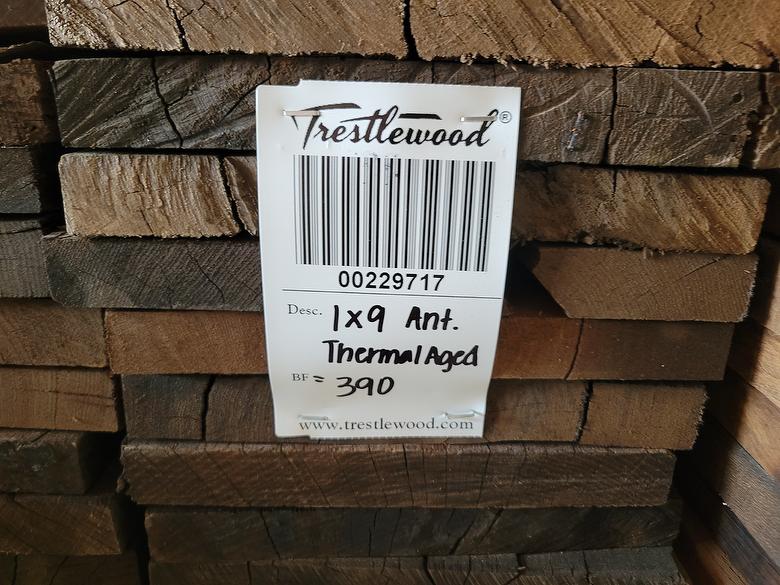 Trestlewood®
00229717
Desc. 1x9 Ant.
Thermal Aged
BF = 390
www.trestlewood.com